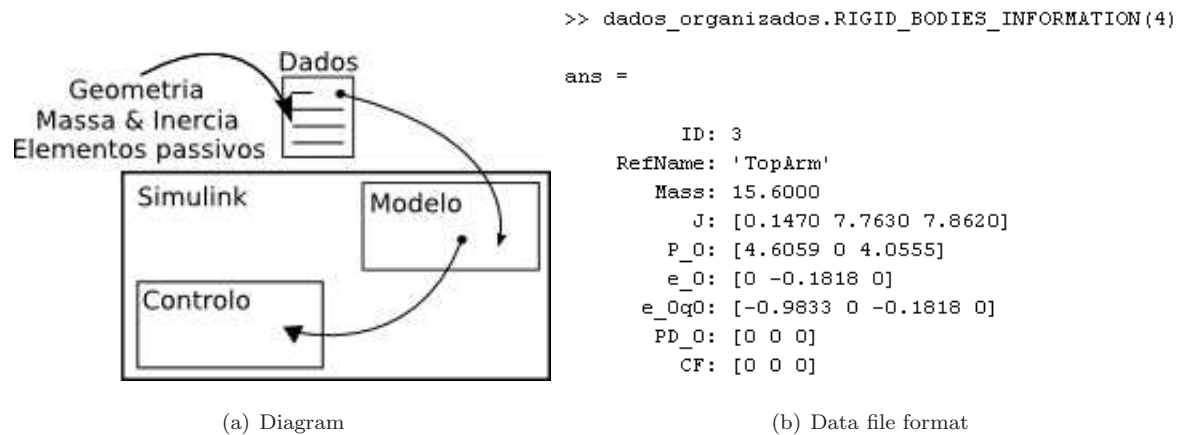 Dados
Geometria
Massa & Inercia
Elementos passivos
Simulink
Modelo
Controlo
(a) Diagram
>> dados_organizados.RIGID_BODIES_INFORMATION(4)
ans =
ID: 3
RefName: 'TopArm'
Mass: 15.6000
J: [0.1470 7.7630 7.8620]
P_0: [4.6059 0 4.0555]
e_0: [0 -0.1818 0]
e_0q0: [-0.9833 0 -0.1818 0]
PD_0: [0 0 0]
CF: [0 0 0]
(b) Data file format